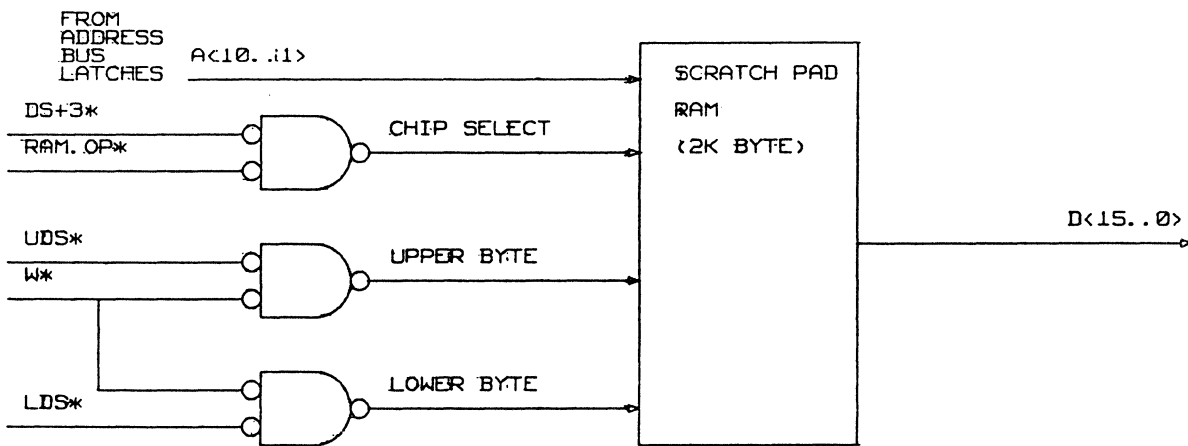 FROM
ADDRESS
BUS
LATCHES
A<10..i1>
DS+3*
RAM.OP*
CHIP SELECT
UDS*
W*
UPPER BYTE
LDS*
LOWER BYTE
SCRATCH PAD
RAM
(2K BYTE)
D<15..0>